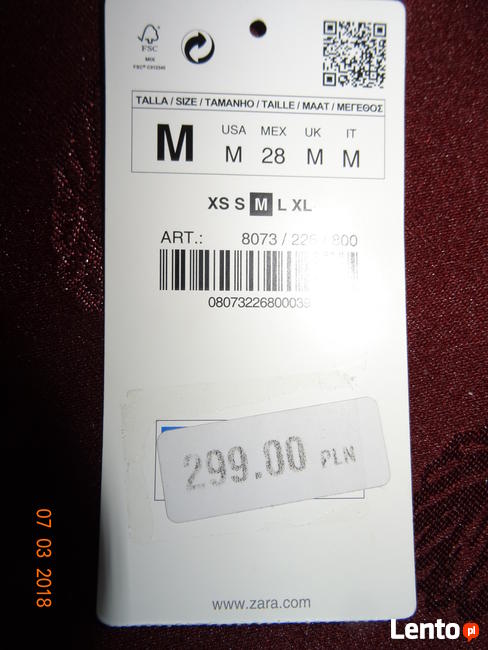 FSC
MIX
TALLA / SIZE / TAMANHO / TAILLE / MAAT / ΜΕΓΕΘΟΣ
M
USA MEX UK IT
M 28 M M
XS S M L XL
ART.: 8073 / 226 / 800
08073226800039
299.00 PLN
07 03 2018
www.zara.com
Lento.pl